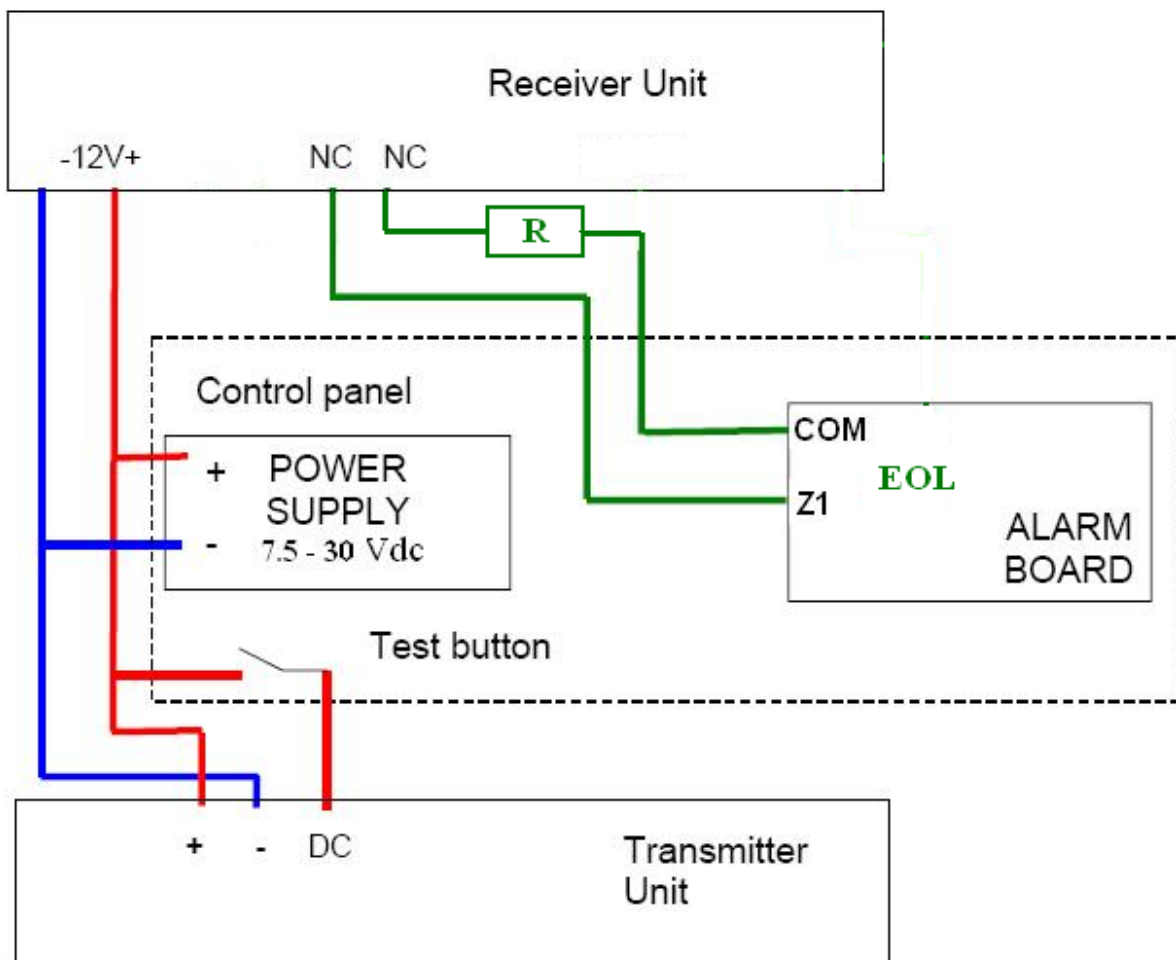 Receiver Unit
-12V+
NC NC
R
Control panel
+ POWER
SUPPLY
- 7.5 - 30 Vdc
COM
EOL
Z1
ALARM
BOARD
Test button
+ - DC
Transmitter
Unit